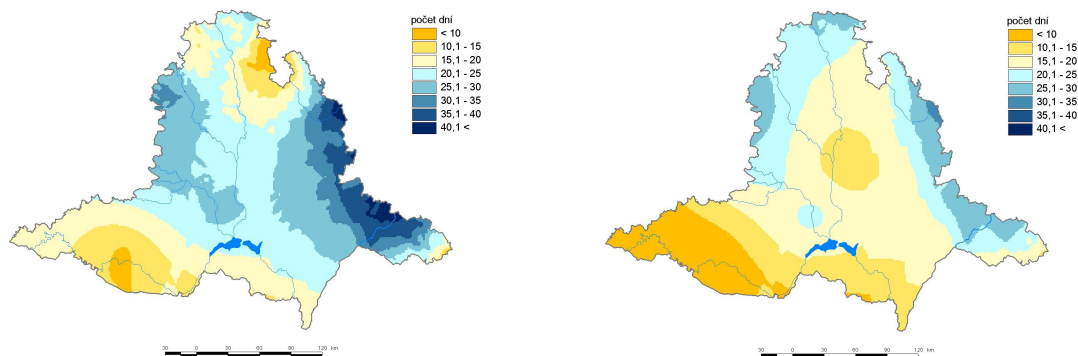 počet dní
< 10
10,1 - 15
15,1 - 20
20,1 - 25
25,1 - 30
30,1 - 35
35,1 - 40
40,1 <
30 0 30 60 90 120 km
počet dní
< 10
10,1 - 15
15,1 - 20
20,1 - 25
25,1 - 30
30,1 - 35
35,1 - 40
40,1 <
30 0 30 60 90 120 km